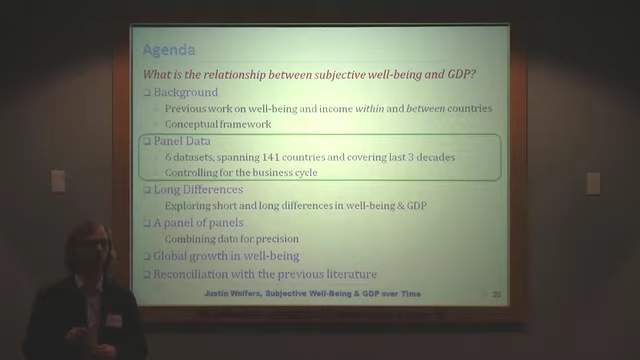 Agenda
What is the relationship between subjective well-being and GDP?
Background
Previous work on well-being and income within and between countries
Conceptual framework
Panel Data
6 datasets, spanning 141 countries and covering last 3 decades
Controlling for the business cycle
Long Differences
Exploring short and long differences in well-being & GDP
A panel of panels
Combining data for precision
Global growth in well-being
Reconciliation with the previous literature
Justin Wolfers, Subjective Well-Being & GDP over Time